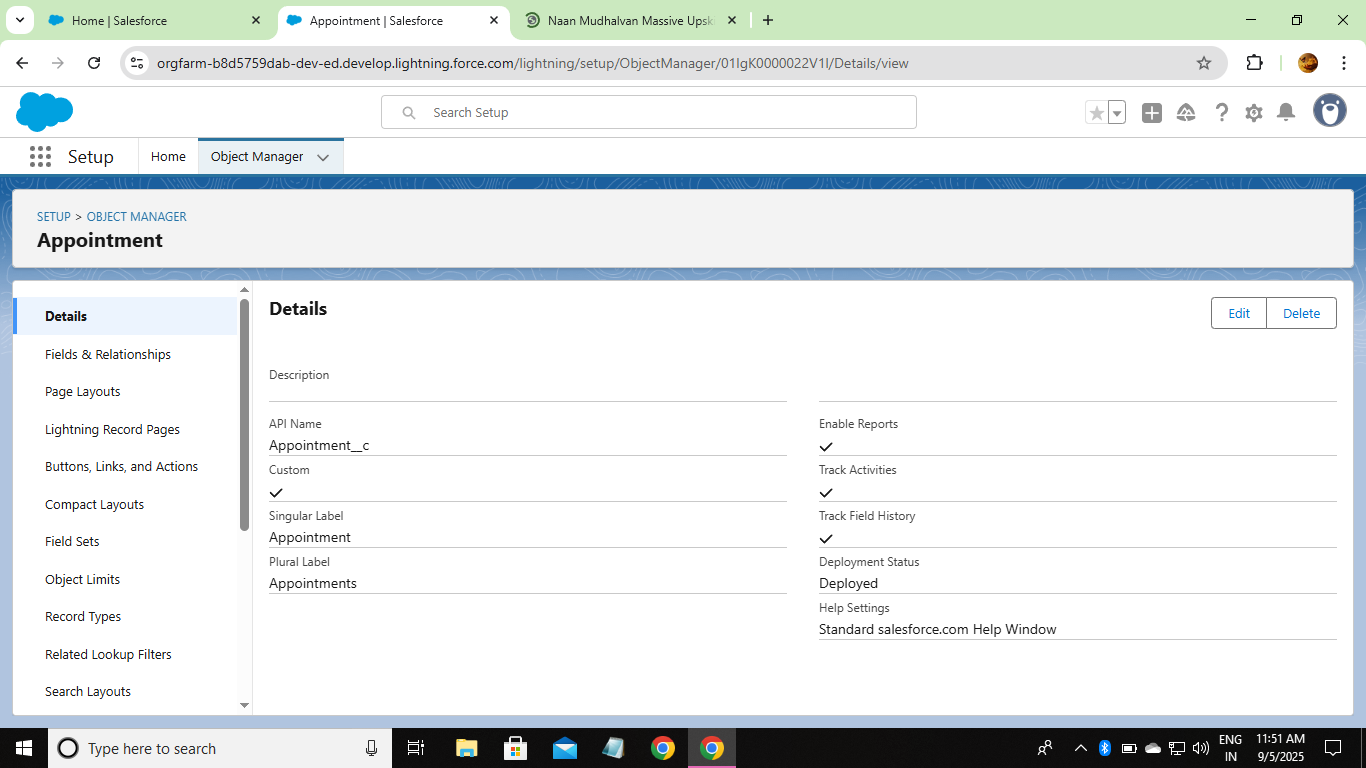 Home | Salesforce
Appointment | Salesforce
Naan Mudhalvan Massive Upski
orgfarm-b8d5759dab-dev-ed.develop.lightning.force.com/lightning/setup/ObjectManager/01IgK0000022V1I/Details/view
Search Setup
Setup
Home
Object Manager
SETUP > OBJECT MANAGER
Appointment
Details
Fields & Relationships
Page Layouts
Lightning Record Pages
Buttons, Links, and Actions
Compact Layouts
Field Sets
Object Limits
Record Types
Related Lookup Filters
Search Layouts
Details
Edit
Delete
Description
API Name
Appointment__c
Custom
Singular Label
Appointment
Plural Label
Appointments
Enable Reports
Track Activities
Track Field History
Deployment Status
Deployed
Help Settings
Standard salesforce.com Help Window
Type here to search
ENG
IN
11:51 AM
9/5/2025